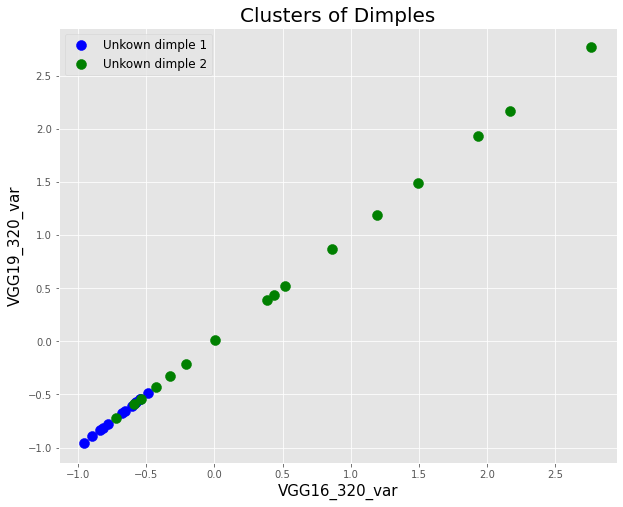 Clusters of Dimples
Unkown dimple 1
Unkown dimple 2
2.5
2.0
1.5
1.0
0.5
0.0
−0.5
−1.0
VGG19_320_var
−1.0 −0.5 0.0 0.5 1.0 1.5 2.0 2.5
VGG16_320_var